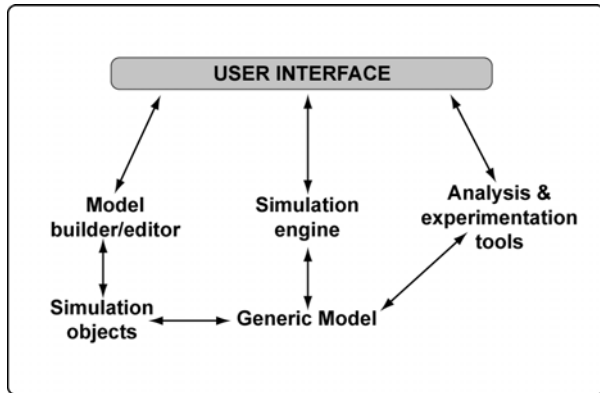 USER INTERFACE
Model
builder/editor
Simulation
engine
Analysis &
experimentation
tools
Simulation
objects
Generic Model